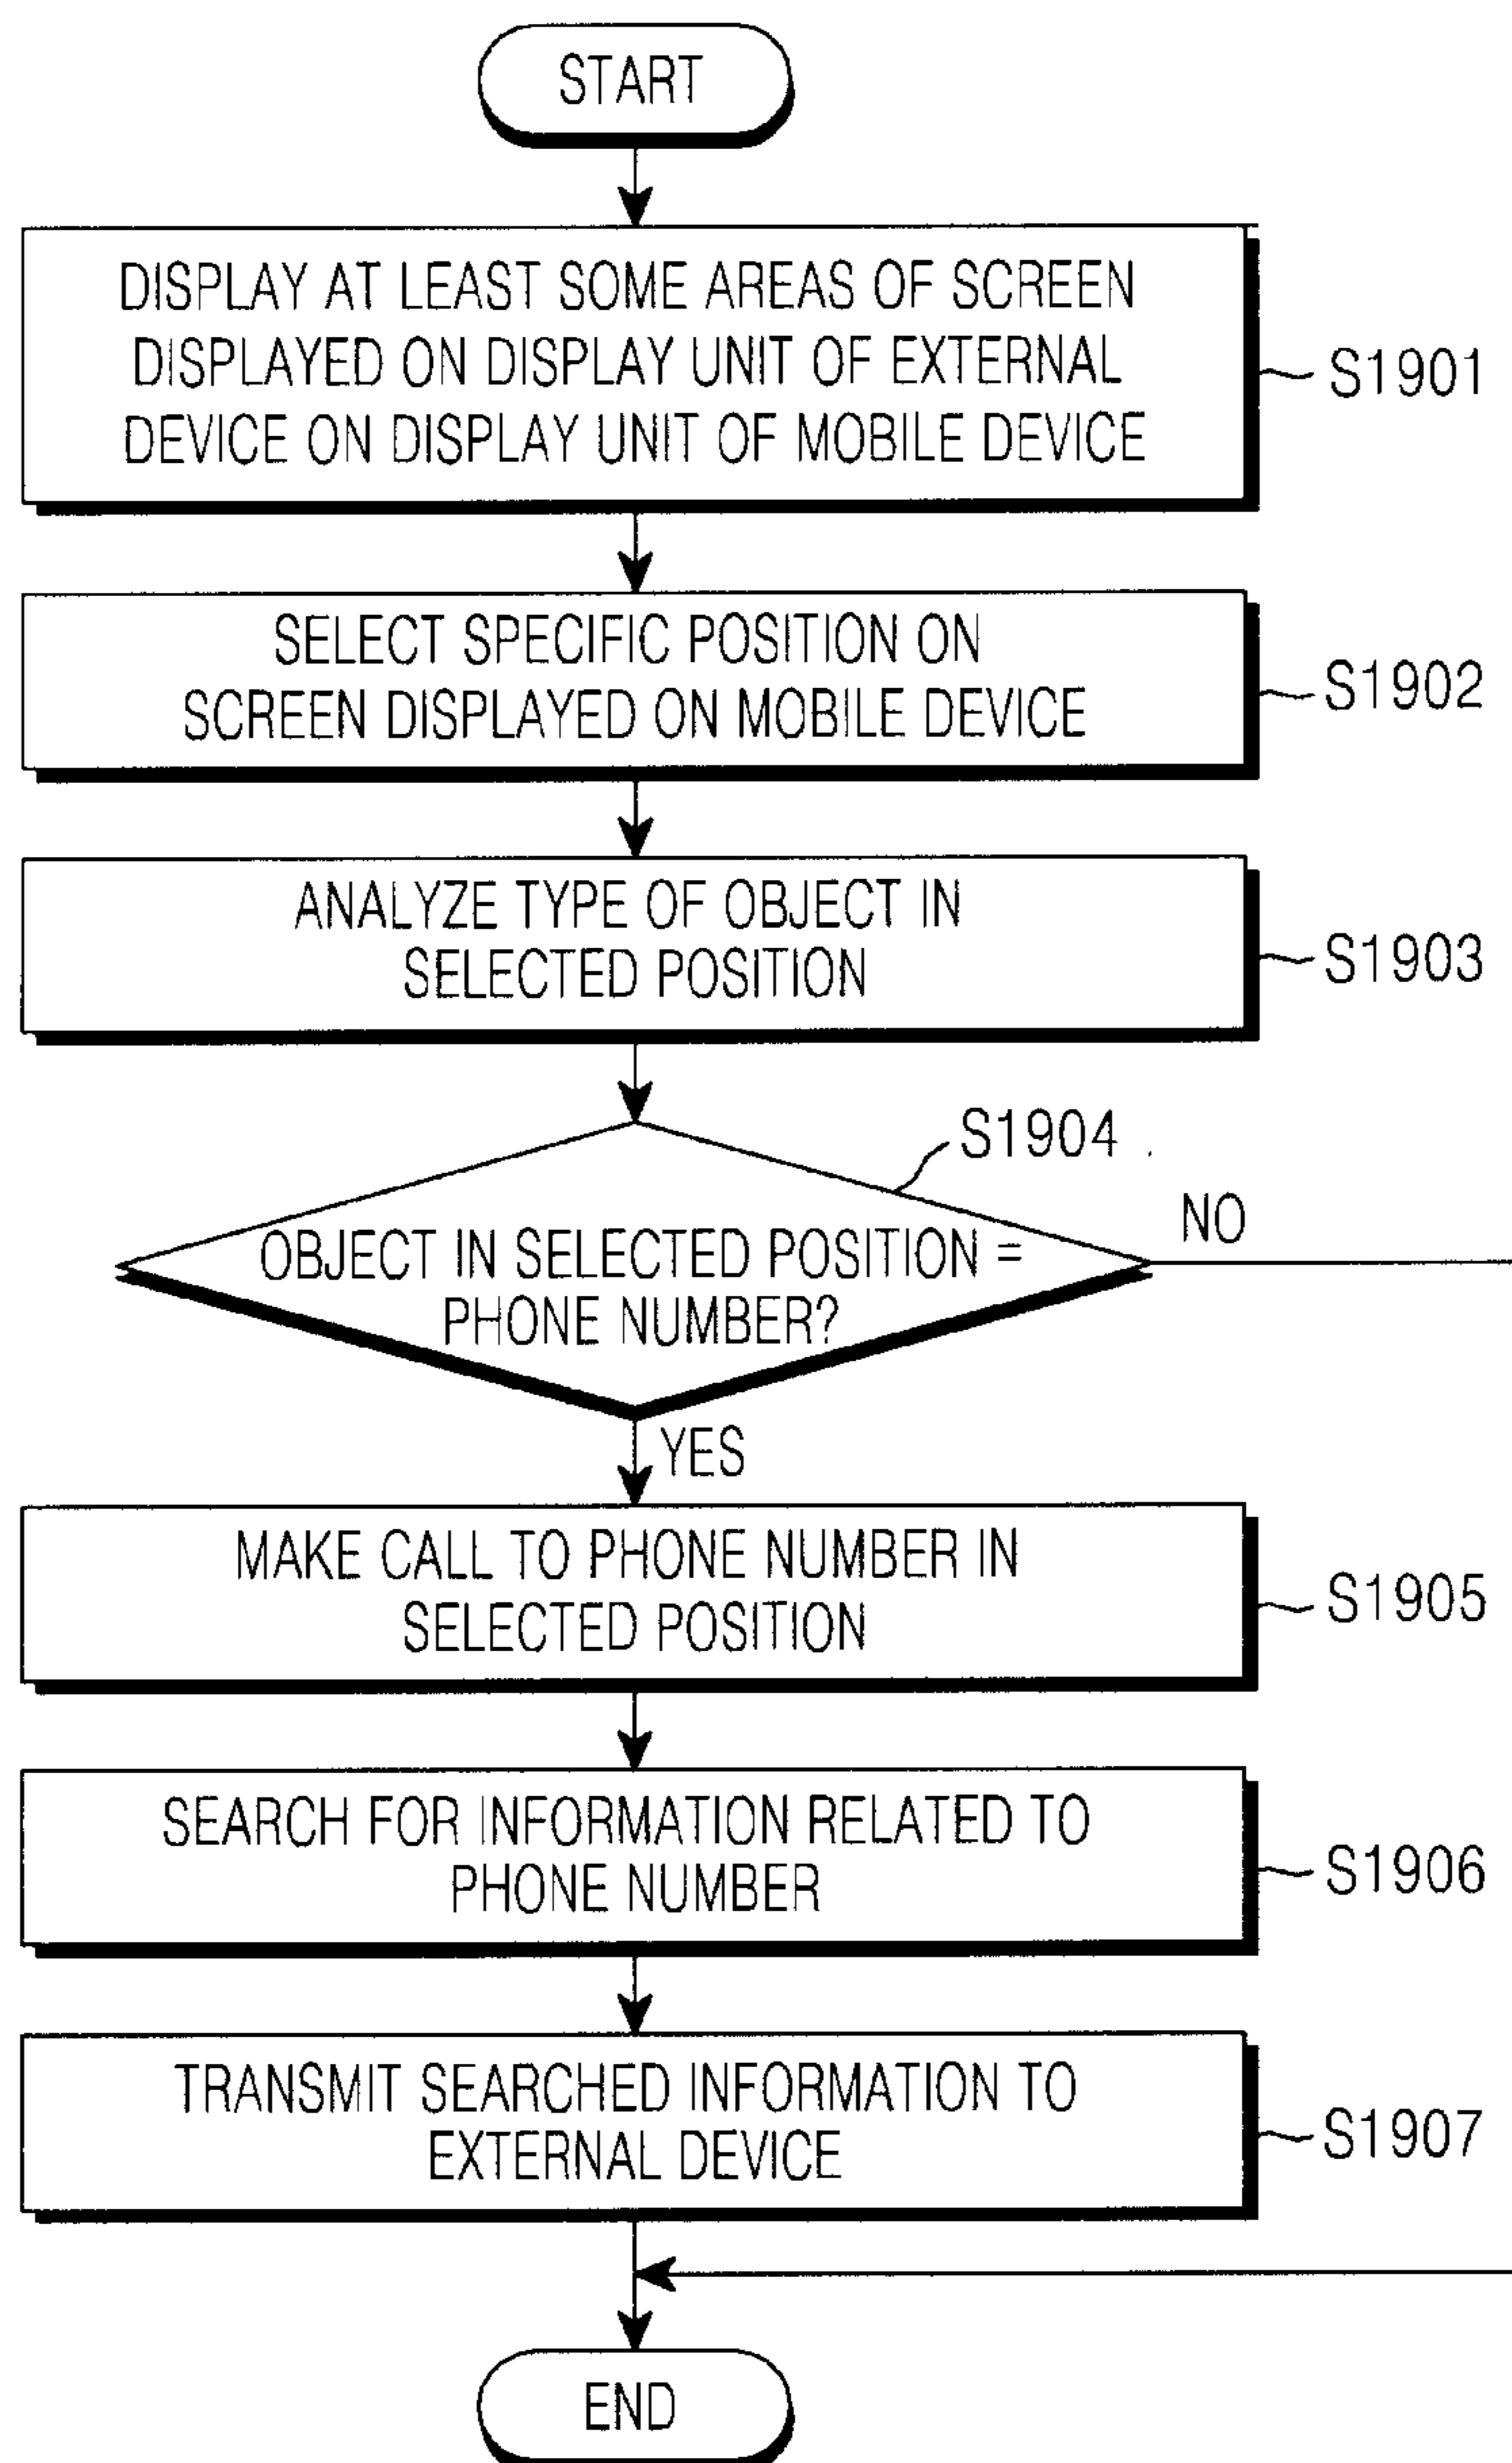 START
DISPLAY AT LEAST SOME AREAS OF SCREEN
DISPLAYED ON DISPLAY UNIT OF EXTERNAL
DEVICE ON DISPLAY UNIT OF MOBILE DEVICE
S1901
SELECT SPECIFIC POSITION ON
SCREEN DISPLAYED ON MOBILE DEVICE
S1902
ANALYZE TYPE OF OBJECT IN
SELECTED POSITION
S1903
S1904
NO
OBJECT IN SELECTED POSITION =
PHONE NUMBER?
YES
MAKE CALL TO PHONE NUMBER IN
SELECTED POSITION
S1905
SEARCH FOR INFORMATION RELATED TO
PHONE NUMBER
S1906
TRANSMIT SEARCHED INFORMATION TO
EXTERNAL DEVICE
S1907
END